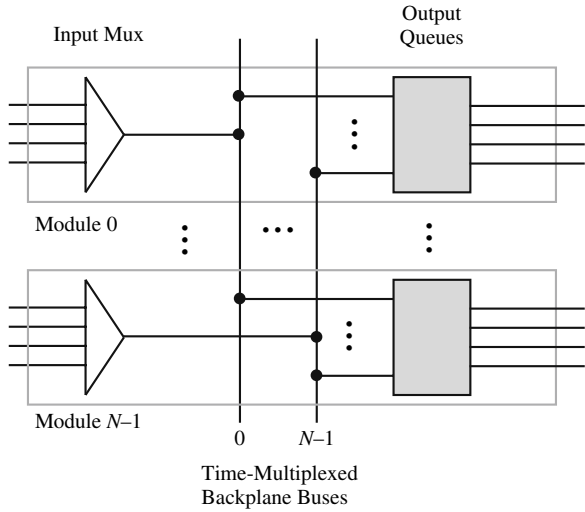 Input Mux
Output
Queues
Module 0
Module N–1
0
N–1
Time-Multiplexed
Backplane Buses